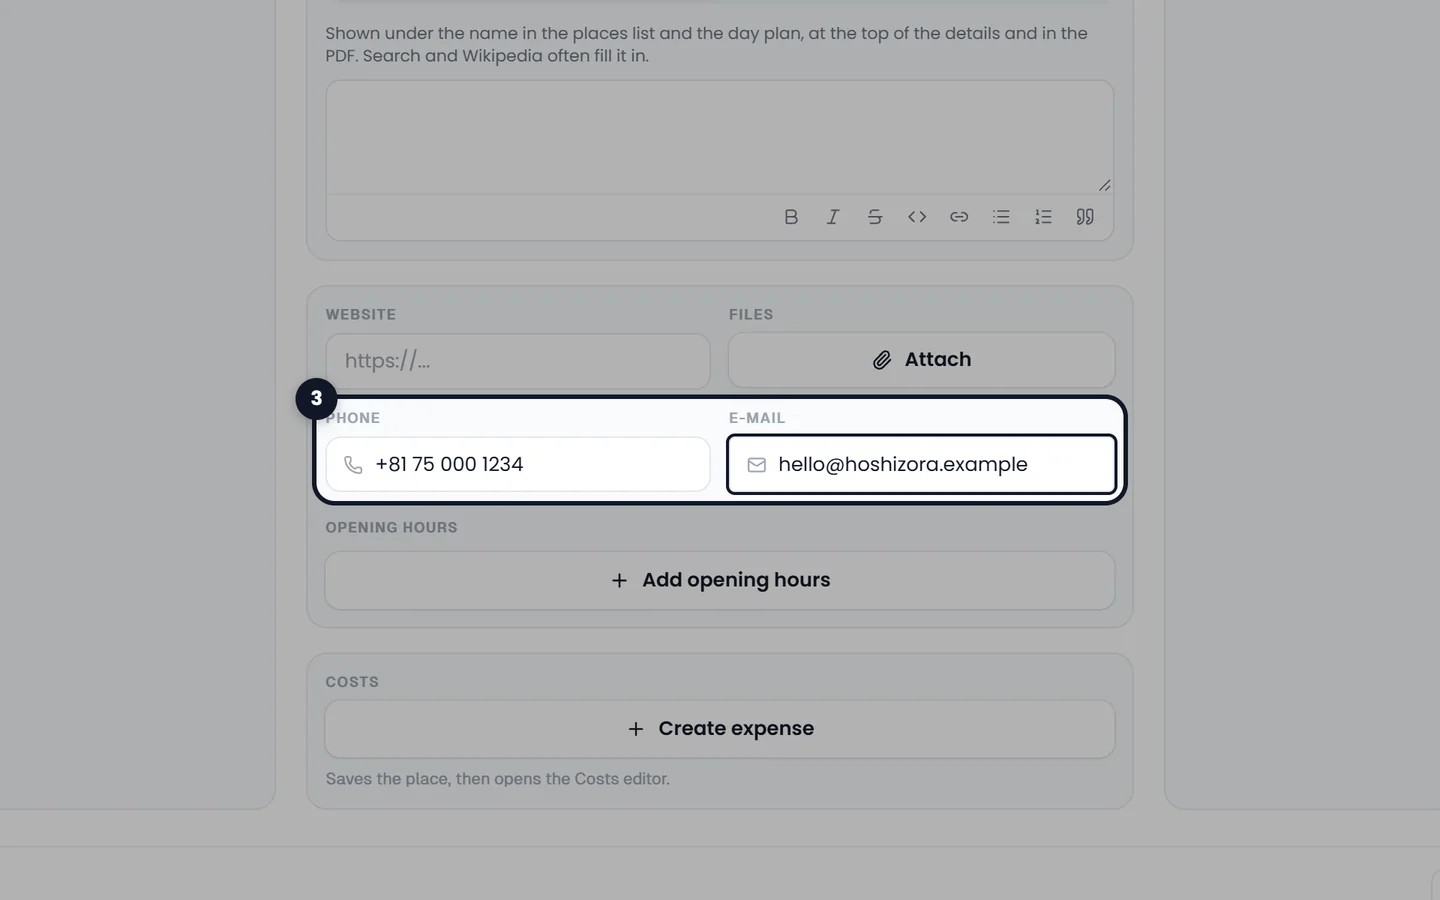 Shown under the name in the places list and the day plan, at the top of the details and in the
PDF. Search and Wikipedia often fill it in.
WEBSITE
FILES
https://...
Attach
3
PHONE
E-MAIL
+81 75 000 1234
hello@hoshizora.example
OPENING HOURS
+ Add opening hours
COSTS
+ Create expense
Saves the place, then opens the Costs editor.